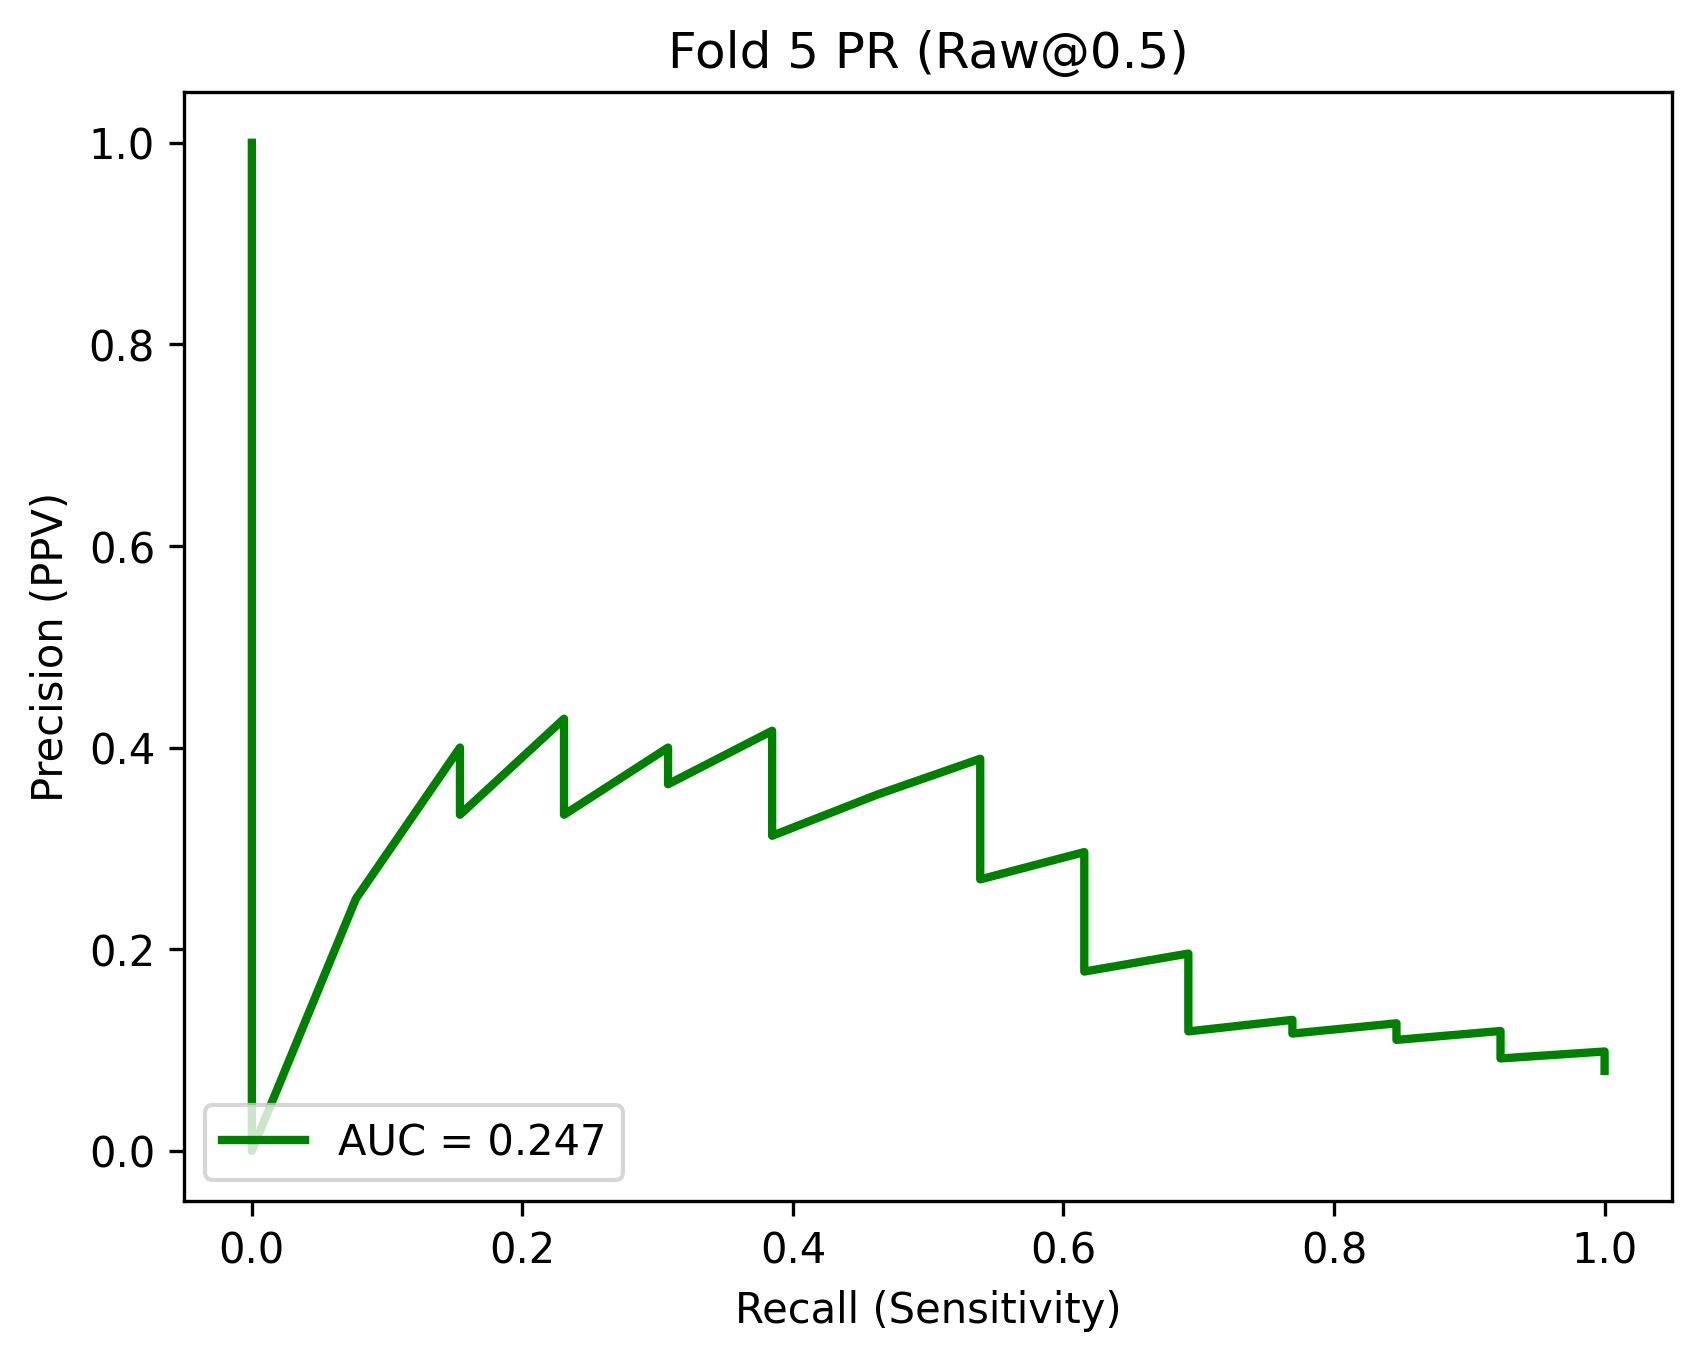 Fold 5 PR (Raw@0.5)
Precision (PPV)
1.0
0.8
0.6
0.4
0.2
0.0
AUC = 0.247
0.0 0.2 0.4 0.6 0.8 1.0
Recall (Sensitivity)